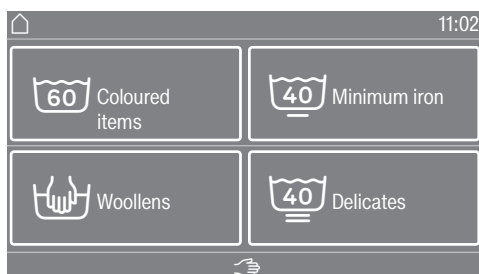 11:02
60 Coloured
items
40 Minimum iron
Woollens
40 Delicates